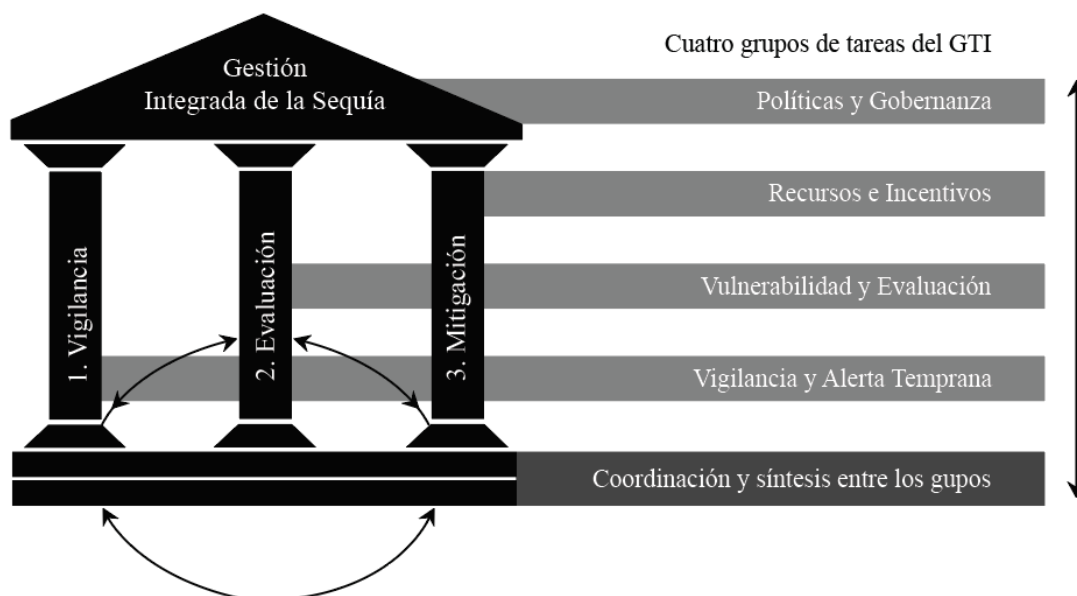 Cuatro grupos de tareas del GTI
Gestión
Integrada de la Sequía
Políticas y Gobernanza
Recursos e Incentivos
Vulnerabilidad y Evaluación
Vigilancia y Alerta Temprana
Coordinación y síntesis entre los gupos
1. Vigilancia
2. Evaluación
3. Mitigación